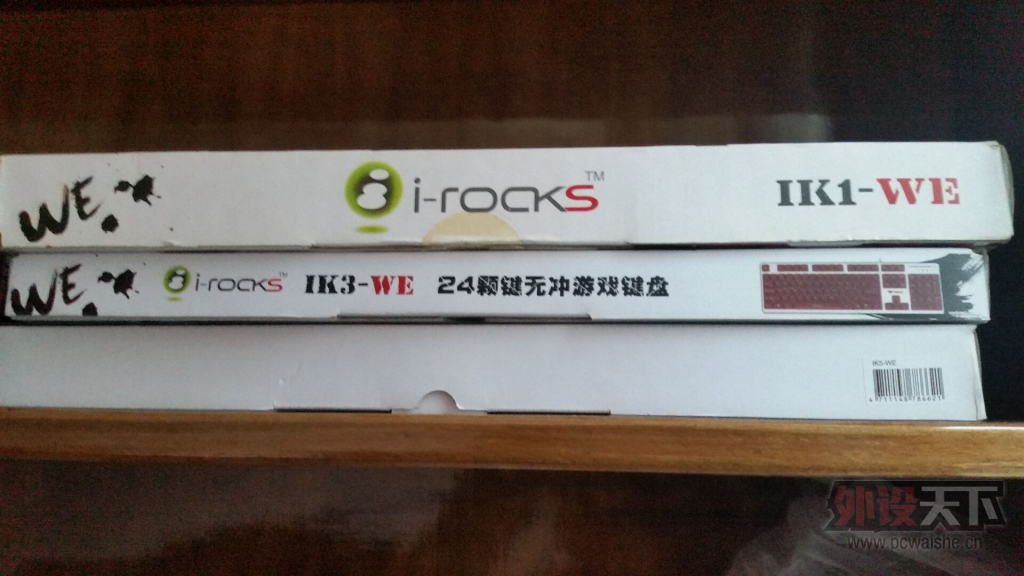 WE. i-rocks™ IK1-WE
WE. i-rocks™ IK3-WE 24颗键无冲游戏键盘
IK5-WE
4711148786621
外设天下
www.pcwaishe.cn